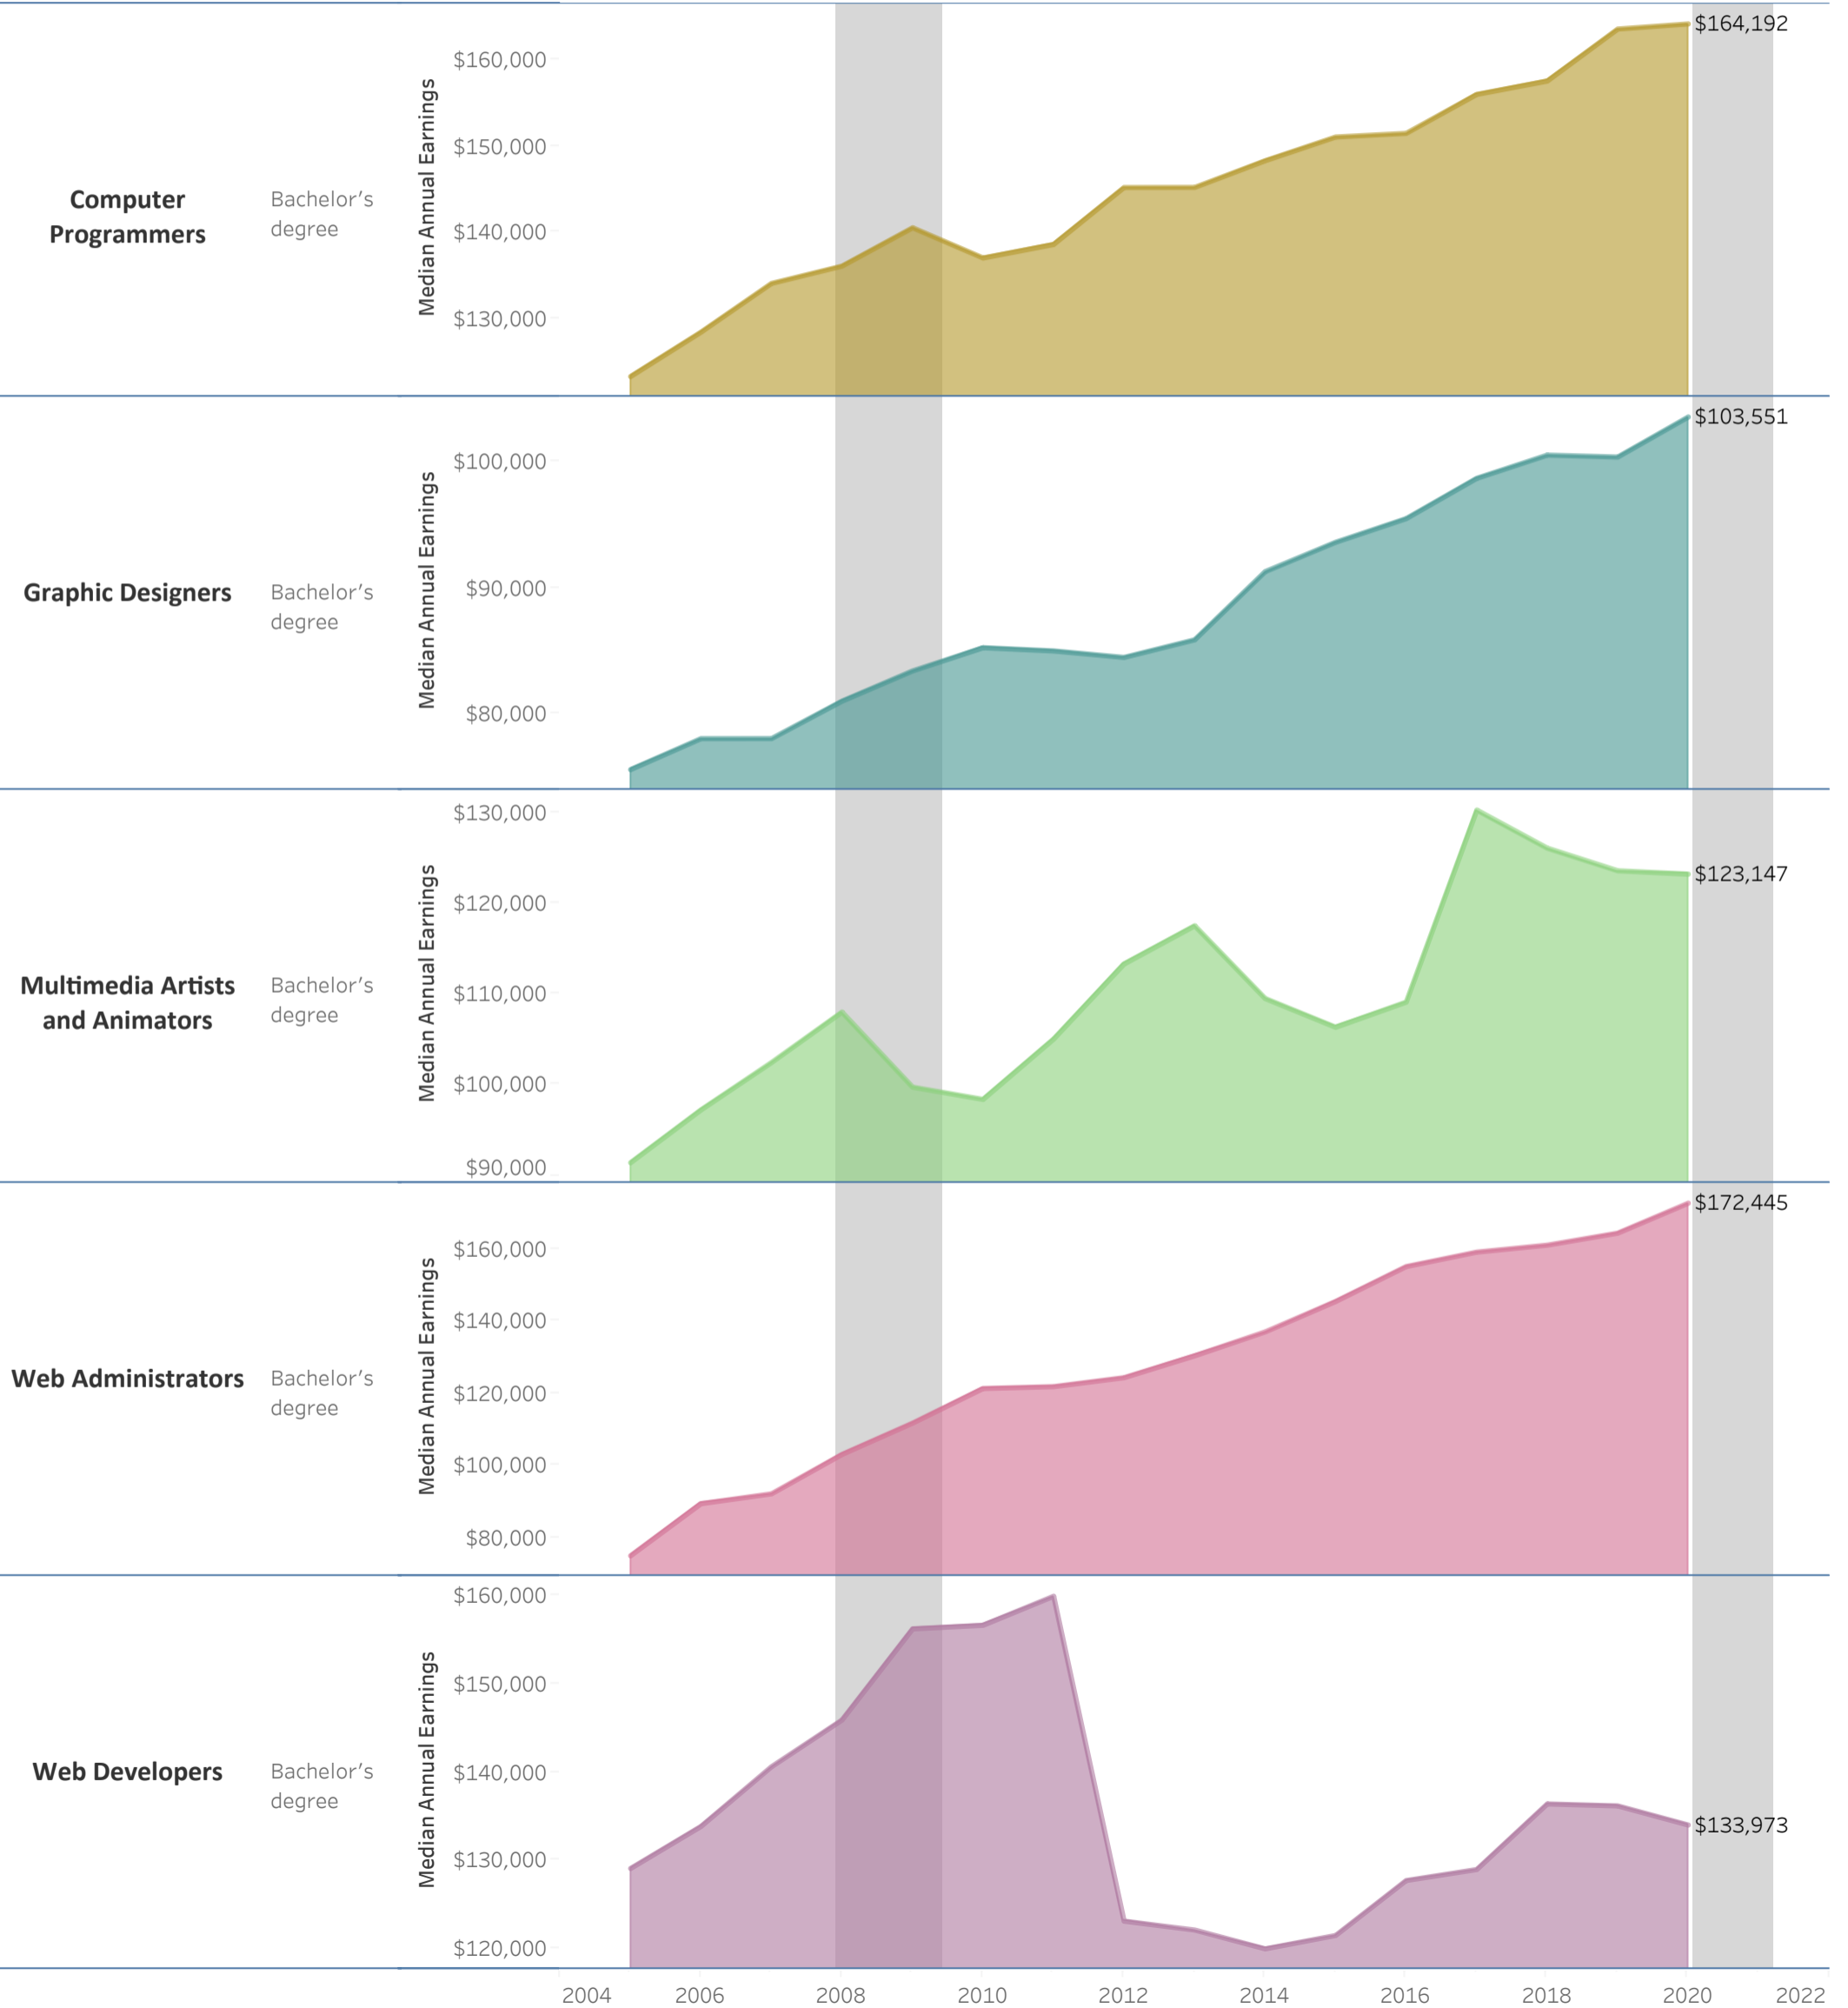 Computer
Programmers
Bachelor's
degree
Median Annual Earnings
$160,000
$150,000
$140,000
$130,000
$164,192
Graphic Designers
Bachelor's
degree
Median Annual Earnings
$100,000
$90,000
$80,000
$103,551
Multimedia Artists
and Animators
Bachelor's
degree
Median Annual Earnings
$130,000
$120,000
$110,000
$100,000
$90,000
$123,147
Web Administrators
Bachelor's
degree
Median Annual Earnings
$160,000
$140,000
$120,000
$100,000
$80,000
$172,445
Web Developers
Bachelor's
degree
Median Annual Earnings
$160,000
$150,000
$140,000
$130,000
$120,000
$133,973
2004 2006 2008 2010 2012 2014 2016 2018 2020 2022